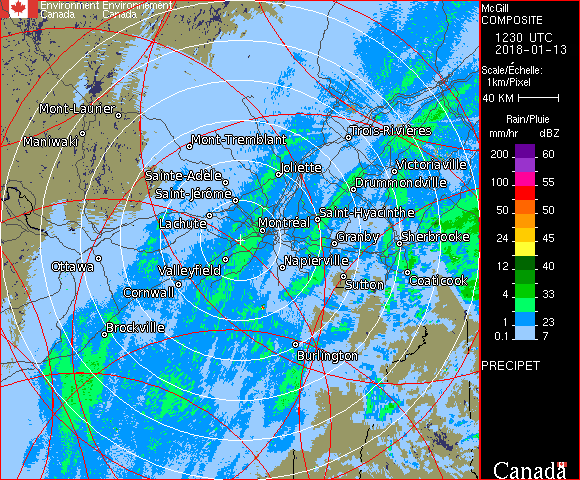 Environment Environnement
Canada Canada
McGill
COMPOSITE
1230 UTC
2018-01-13
Scale/Échelle:
1km/Pixel
40 KM
Rain/Pluie
mm/hr dBZ
200 60
100 55
50 50
24 45
12 40
4 33
1 23
0.1 7
PRECIPET
Canada
Mont-Laurier
Maniwaki
Mont-Tremblant
Trois-Rivières
Sainte-Adèle
Joliette
Victoriaville
Saint-Jérôme
Drummondville
Lachute
Montréal
Saint-Hyacinthe
Granby
Sherbrooke
Ottawa
Valleyfield
Napierville
Cornwall
Sutton
Coaticook
Brockville
Burlington